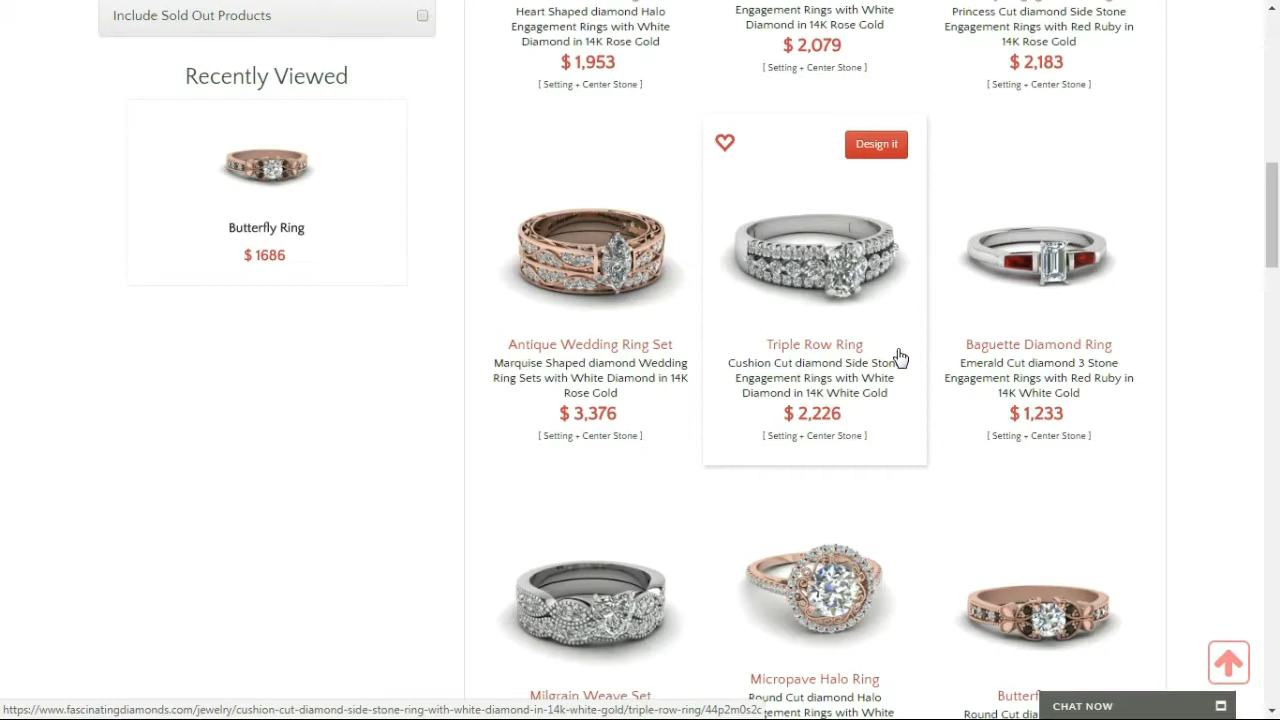 Include Sold Out Products
Recently Viewed
Butterfly Ring
$ 1686
Heart Shaped diamond Halo
Engagement Rings with White
Diamond in 14K Rose Gold
$ 1,953
[ Setting + Center Stone ]
Engagement Rings with White
Diamond in 14K Rose Gold
$ 2,079
[ Setting + Center Stone ]
Princess Cut diamond Side Stone
Engagement Rings with Red Ruby in
14K Rose Gold
$ 2,183
[ Setting + Center Stone ]
Antique Wedding Ring Set
Marquise Shaped diamond Wedding
Ring Sets with White Diamond in 14K
Rose Gold
$ 3,376
[ Setting + Center Stone ]
Design it
Triple Row Ring
Cushion Cut diamond Side Ston
Engagement Rings with White
Diamond in 14K White Gold
$ 2,226
[ Setting + Center Stone ]
Baguette Diamond Ring
Emerald Cut diamond 3 Stone
Engagement Rings with Red Ruby in
14K White Gold
$ 1,233
[ Setting + Center Stone ]
Milgrain Weave Set
Micropave Halo Ring
Round Cut diamond Halo
Engagement Rings with White
Butterf
Round Cut dia
CHAT NOW
https://www.fascinatingdiamonds.com/jewelry/cushion-cut-diamond-side-stone-ring-with-white-diamond-in-14k-white-gold/triple-row-ring/44p2m0s2c